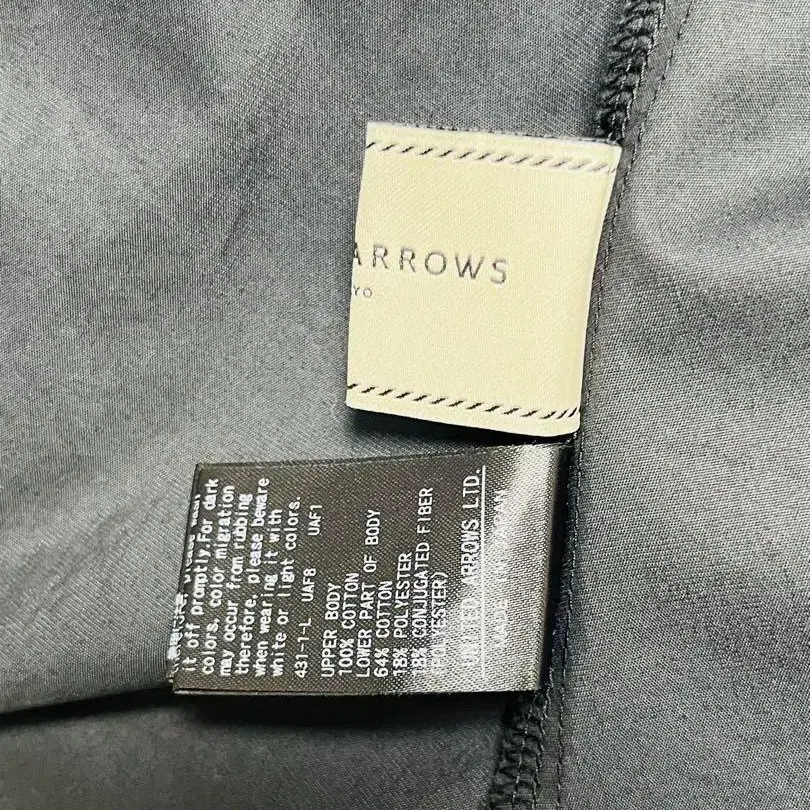 ARROWS
YO
it off promptly.For dark
colors, color migration
may occur from rubbing
therefore, please beware
when wearing it with
white or light colors.
431-1-L UAF8 UAF1
UPPER BODY
100% COTTON
LOWER PART OF BODY
64% COTTON
18% POLYESTER
18% CONJUGATED FIBER
(POLYESTER)
UNITED ARROWS LTD.
MADE IN JAPAN